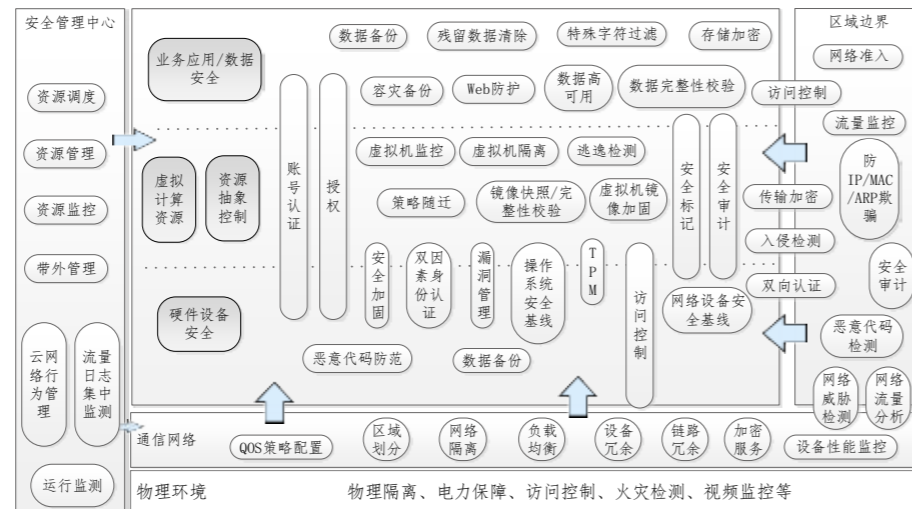 安全管理中心
资源调度
资源管理
资源监控
带外管理
云网
络行
为管
理
流量
日志
集中
监测
运行监测
业务应用/数据
安全
数据备份
残留数据清除
特殊字符过滤
存储加密
容灾备份
Web防护
数据高
可用
数据完整性校验
虚拟
计算
资源
资源
抽象
控制
账
号
认
证
授
权
虚拟机监控
虚拟机隔离
逃逸检测
策略随迁
镜像快照/完
整性校验
虚拟机镜
像加固
安
全
标
记
安
全
审
计
硬件设备
安全
安
全
加
固
双因
素身
份认
证
漏
洞
管
理
操作
系统
安全
基线
T
P
M
访
问
控
制
网络设备安
全基线
恶意代码防范
数据备份
区域边界
网络准入
访问控制
流量监控
防
IP/MAC
/ARP欺
骗
传输加密
入侵检测
安全
审计
双向认证
恶意代码
检测
网络
威胁
检测
网络
流量
分析
通信网络
QOS策略配置
区域
划分
网络
隔离
负载
均衡
设备
冗余
链路
冗余
加密
服务
设备性能监控
物理环境
物理隔离、电力保障、访问控制、火灾检测、视频监控等